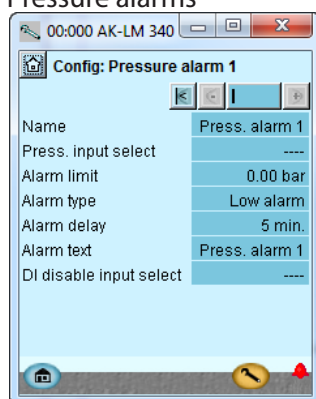 Pressure alarms
00:000 AK-LM 340
Config: Pressure alarm 1
Name Press. alarm 1
Press. input select ----
Alarm limit 0.00 bar
Alarm type Low alarm
Alarm delay 5 min.
Alarm text Press. alarm 1
DI disable input select ----